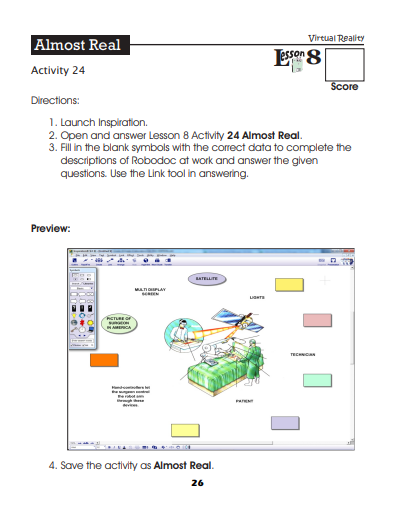 Almost Real
Virtual Reality
Lesson 8
Activity 24
Score
Directions:
1. Launch Inspiration.
2. Open and answer Lesson 8 Activity 24 Almost Real.
3. Fill in the blank symbols with the correct data to complete the
descriptions of Robodoc at work and answer the given
questions. Use the Link tool in answering.
Preview:
SATELLITE
MULTI DISPLAY
SCREEN
LIGHTS
PICTURE OF
SURGEON
IN AMERICA
TECHNICIAN
Hand-controllers let
the surgeon control
the robot arm
through these
devices.
PATIENT
4. Save the activity as Almost Real.
26